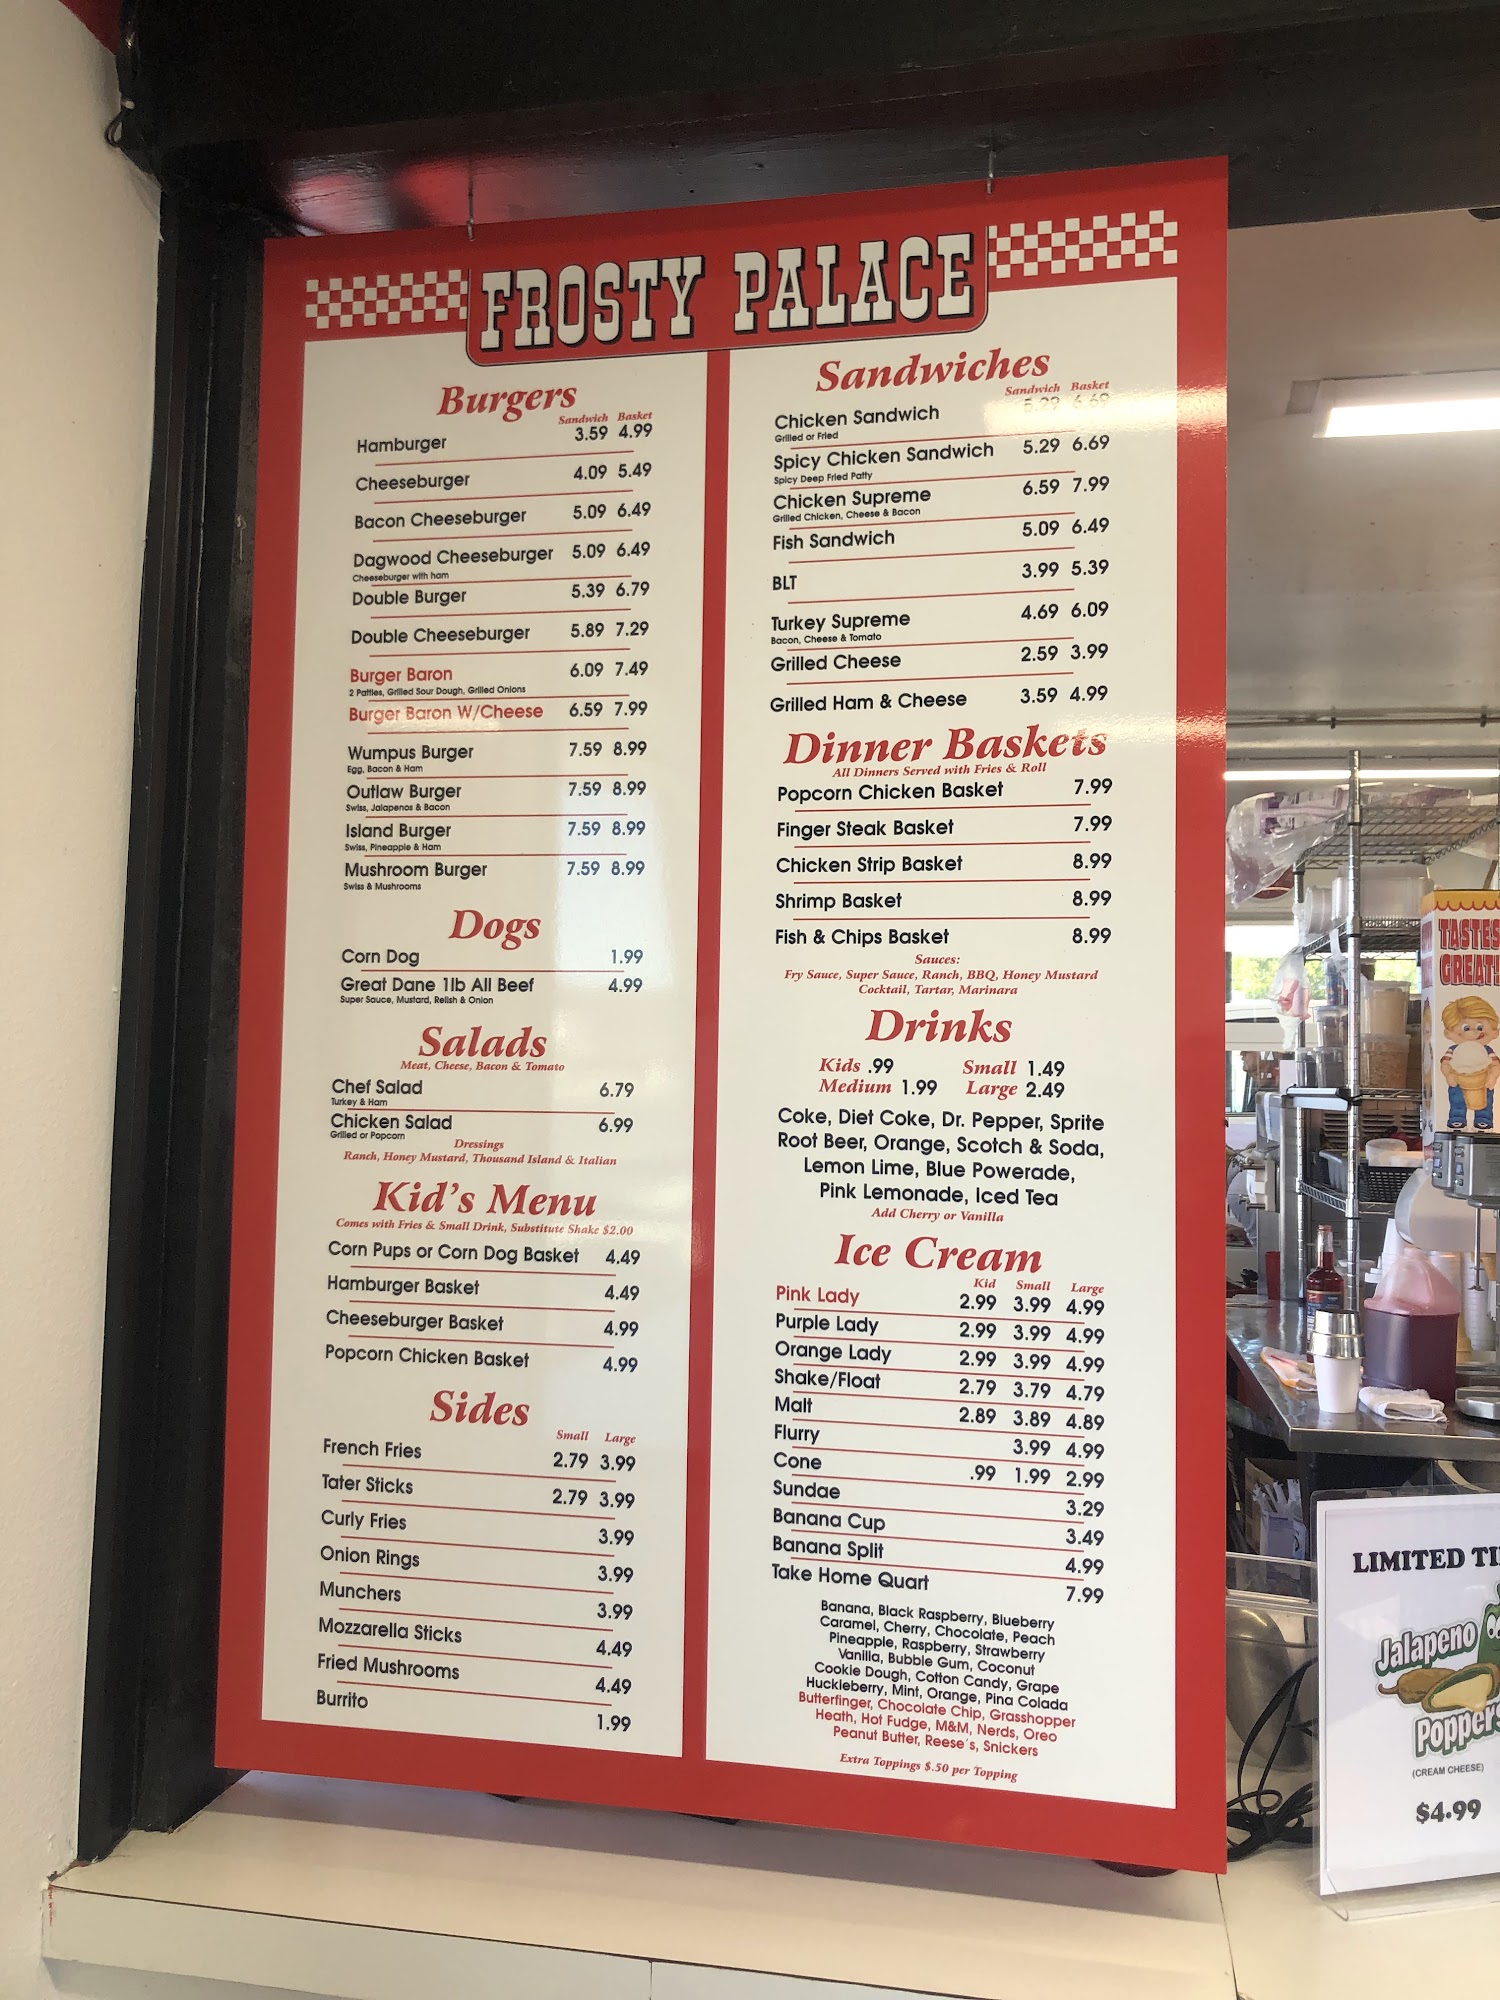 FROSTY PALACE
Burgers
Sandwich Basket
Hamburger 3.59 4.99
Cheeseburger 4.09 5.49
Bacon Cheeseburger 5.09 6.49
Dagwood Cheeseburger 5.09 6.49
Cheeseburger with ham
Double Burger 5.39 6.79
Double Cheeseburger 5.89 7.29
Burger Baron 6.09 7.49
2 Patties, Grilled Sour Dough, Grilled Onions
Burger Baron W/Cheese 6.59 7.99
Wumpus Burger 7.59 8.99
Egg, Bacon & Ham
Outlaw Burger 7.59 8.99
Swiss, Jalapenos & Bacon
Island Burger 7.59 8.99
Swiss, Pineapple & Ham
Mushroom Burger 7.59 8.99
Swiss & Mushrooms
Dogs
Corn Dog 1.99
Great Dane 1lb All Beef 4.99
Super Sauce, Mustard, Relish & Onion
Salads
Meat, Cheese, Bacon & Tomato
Chef Salad 6.79
Turkey & Ham
Chicken Salad 6.99
Grilled or Popcorn
Dressings
Ranch, Honey Mustard, Thousand Island & Italian
Kid's Menu
Comes with Fries & Small Drink, Substitute Shake $2.00
Corn Pups or Corn Dog Basket 4.49
Hamburger Basket 4.49
Cheeseburger Basket 4.99
Popcorn Chicken Basket 4.99
Sides
Small Large
French Fries 2.79 3.99
Tater Sticks 2.79 3.99
Curly Fries 3.99
Onion Rings 3.99
Munchers 3.99
Mozzarella Sticks 4.49
Fried Mushrooms 4.49
Burrito 1.99
Sandwiches
Sandwich Basket
Chicken Sandwich 5.29 6.69
Grilled or Fried
Spicy Chicken Sandwich 5.29 6.69
Spicy Deep Fried Patty
Chicken Supreme 6.59 7.99
Grilled Chicken, Cheese & Bacon
Fish Sandwich 5.09 6.49
BLT 3.99 5.39
Turkey Supreme 4.69 6.09
Bacon, Cheese & Tomato
Grilled Cheese 2.59 3.99
Grilled Ham & Cheese 3.59 4.99
Dinner Baskets
All Dinners Served with Fries & Roll
Popcorn Chicken Basket 7.99
Finger Steak Basket 7.99
Chicken Strip Basket 8.99
Shrimp Basket 8.99
Fish & Chips Basket 8.99
Sauces:
Fry Sauce, Super Sauce, Ranch, BBQ, Honey Mustard
Cocktail, Tartar, Marinara
Drinks
Kids .99 Small 1.49
Medium 1.99 Large 2.49
Coke, Diet Coke, Dr. Pepper, Sprite
Root Beer, Orange, Scotch & Soda,
Lemon Lime, Blue Powerade,
Pink Lemonade, Iced Tea
Add Cherry or Vanilla
Ice Cream
Kid Small Large
Pink Lady 2.99 3.99 4.99
Purple Lady 2.99 3.99 4.99
Orange Lady 2.99 3.99 4.99
Shake/Float 2.79 3.79 4.79
Malt 2.89 3.89 4.89
Flurry 3.99 4.99
Cone .99 1.99 2.99
Sundae 3.29
Banana Cup 3.49
Banana Split 4.99
Take Home Quart 7.99
Banana, Black Raspberry, Blueberry
Caramel, Cherry, Chocolate, Peach
Pineapple, Raspberry, Strawberry
Vanilla, Bubble Gum, Coconut
Cookie Dough, Cotton Candy, Grape
Huckleberry, Mint, Orange, Pina Colada
Butterfinger, Chocolate Chip, Grasshopper
Heath, Hot Fudge, M&M, Nerds, Oreo
Peanut Butter, Reese's, Snickers
Extra Toppings $.50 per Topping
TASTES
GREAT!
LIMITED TI
Jalapeno
Poppers
(CREAM CHEESE)
$4.99